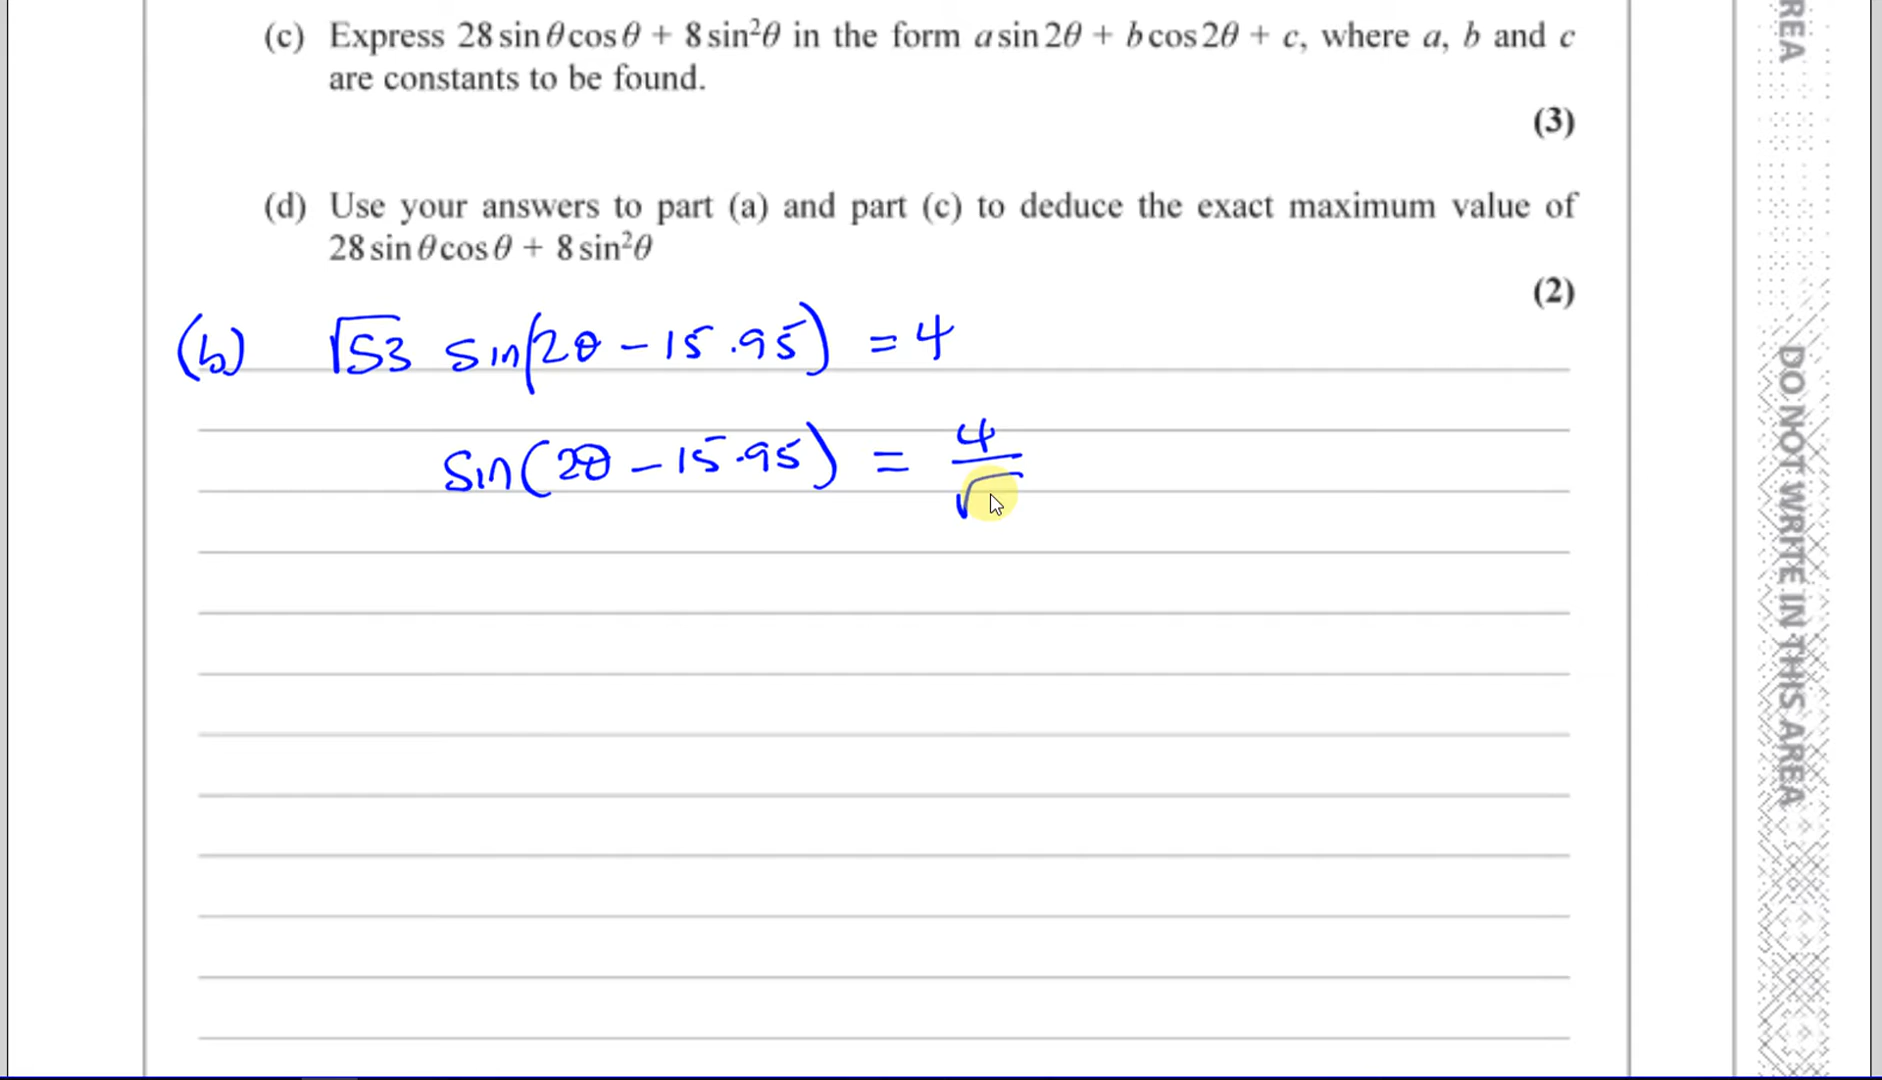 (c) Express 28 sin θ cos θ + 8 sin²θ in the form a sin 2θ + b cos 2θ + c, where a, b and c
are constants to be found.
(3)
(d) Use your answers to part (a) and part (c) to deduce the exact maximum value of
28 sin θ cos θ + 8 sin²θ
(2)
(b) √53 sin(2θ − 15.95) = 4
sin(2θ − 15.95) = 4/√
REA
DO NOT WRITE IN THIS AREA